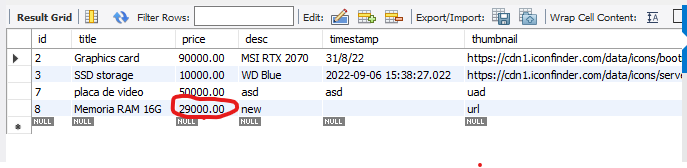 Result Grid Filter Rows: Edit: Export/Import: Wrap Cell Content: IA
id title price desc timestamp thumbnail
2 Graphics card 90000.00 MSI RTX 2070 31/8/22 https://cdn1.iconfinder.com/data/icons/boot
3 SSD storage 10000.00 WD Blue 2022-09-06 15:38:27.022 https://cdn1.iconfinder.com/data/icons/serve
7 placa de video 50000.00 asd asd uad
8 Memoria RAM 16G 29000.00 new url
NULL NULL NULL NULL NULL NULL